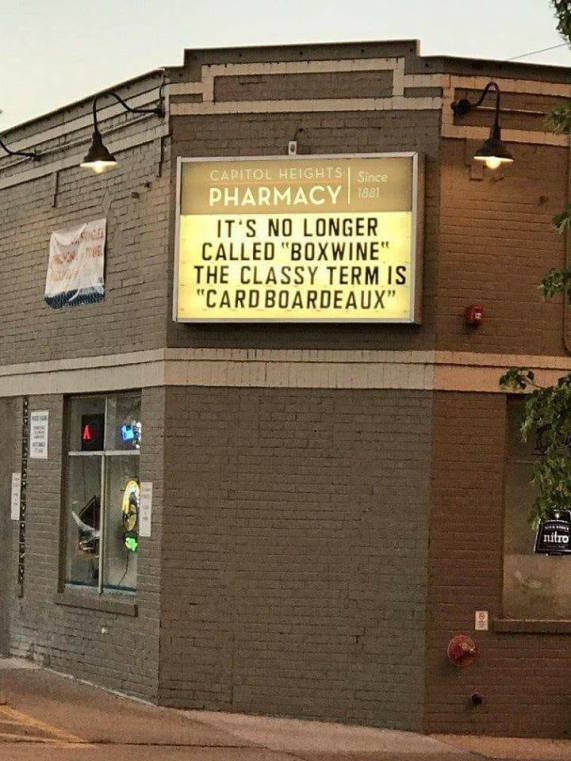 CAPITOL HEIGHTS
PHARMACY
Since
1881
IT'S NO LONGER
CALLED "BOXWINE"
THE CLASSY TERM IS
"CARDBOARDEAUX"
A
nitro